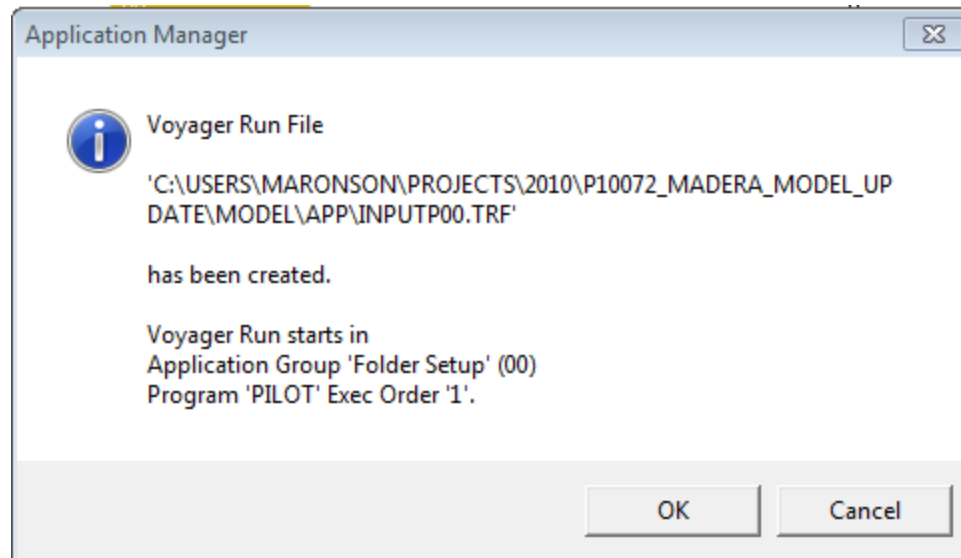 Application Manager
Voyager Run File
'C:\USERS\MARONSON\PROJECTS\2010\P10072_MADERA_MODEL_UP
DATE\MODEL\APP\INPUTP00.TRF'
has been created.
Voyager Run starts in
Application Group 'Folder Setup' (00)
Program 'PILOT' Exec Order '1'.
OK
Cancel